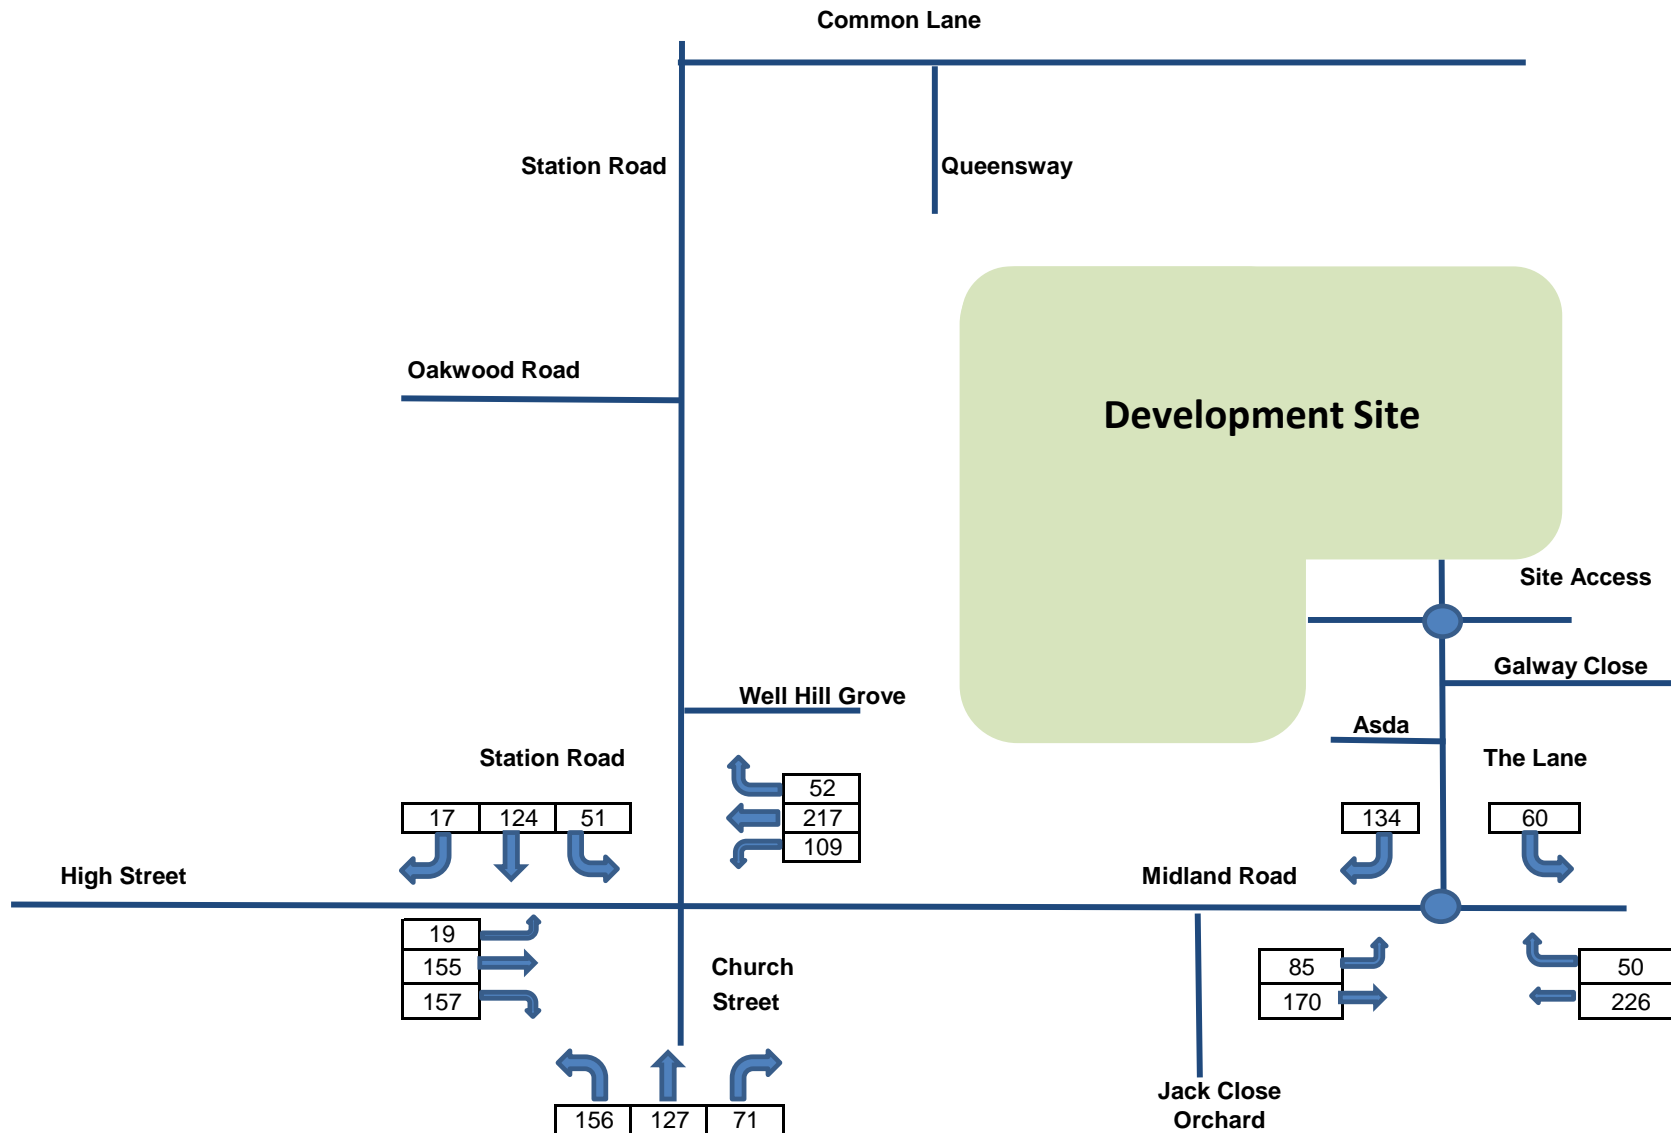 Common Lane
Station Road
Queensway
Oakwood Road
Development Site
Site Access
Galway Close
Well Hill Grove
Asda
Station Road
The Lane
52
17 124 51
217
134
60
109
High Street
Midland Road
19
155
Church
85
50
157
Street
170
226
Jack Close
Orchard
156 127 71